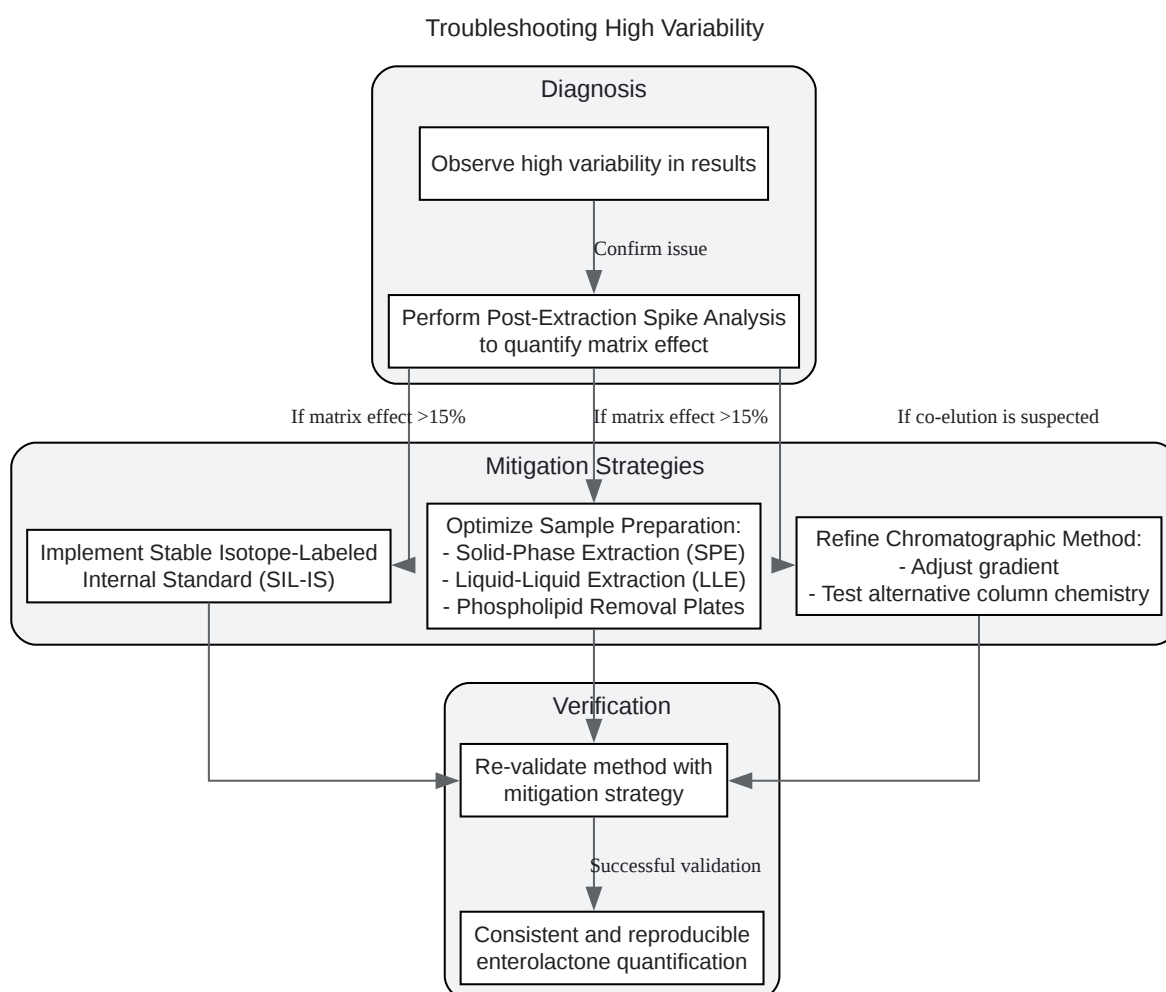 Troubleshooting High Variability
Diagnosis
Observe high variability in results
Confirm issue
Perform Post-Extraction Spike Analysis
to quantify matrix effect
If matrix effect >15%
If matrix effect >15%
If co-elution is suspected
Mitigation Strategies
Implement Stable Isotope-Labeled
Internal Standard (SIL-IS)
Optimize Sample Preparation:
- Solid-Phase Extraction (SPE)
- Liquid-Liquid Extraction (LLE)
- Phospholipid Removal Plates
Refine Chromatographic Method:
- Adjust gradient
- Test alternative column chemistry
Verification
Re-validate method with
mitigation strategy
Successful validation
Consistent and reproducible
enterolactone quantification